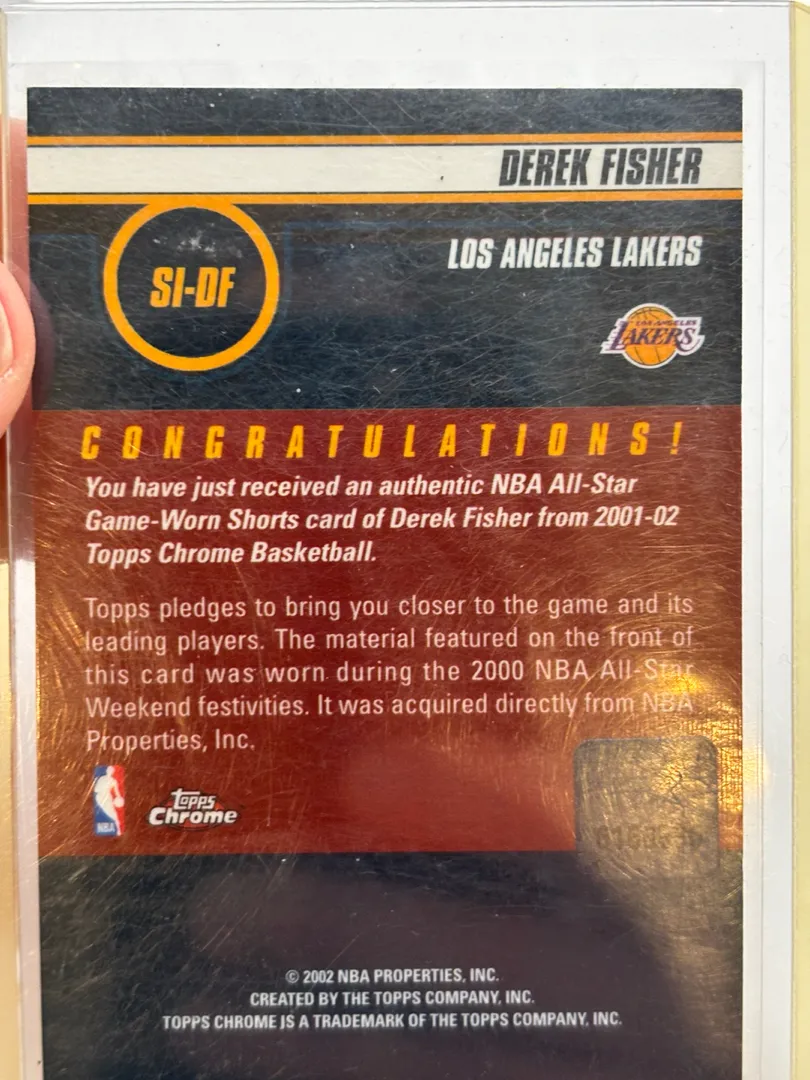 DEREK FISHER
SI-DF
LOS ANGELES LAKERS
LOS ANGELES
LAKERS
CONGRATULATIONS!
You have just received an authentic NBA All-Star
Game-Worn Shorts card of Derek Fisher from 2001-02
Topps Chrome Basketball.
Topps pledges to bring you closer to the game and its
leading players. The material featured on the front of
this card was worn during the 2000 NBA All-Star
Weekend festivities. It was acquired directly from NBA
Properties, Inc.
NBA
Topps
Chrome
© 2002 NBA PROPERTIES, INC.
CREATED BY THE TOPPS COMPANY, INC.
TOPPS CHROME IS A TRADEMARK OF THE TOPPS COMPANY, INC.